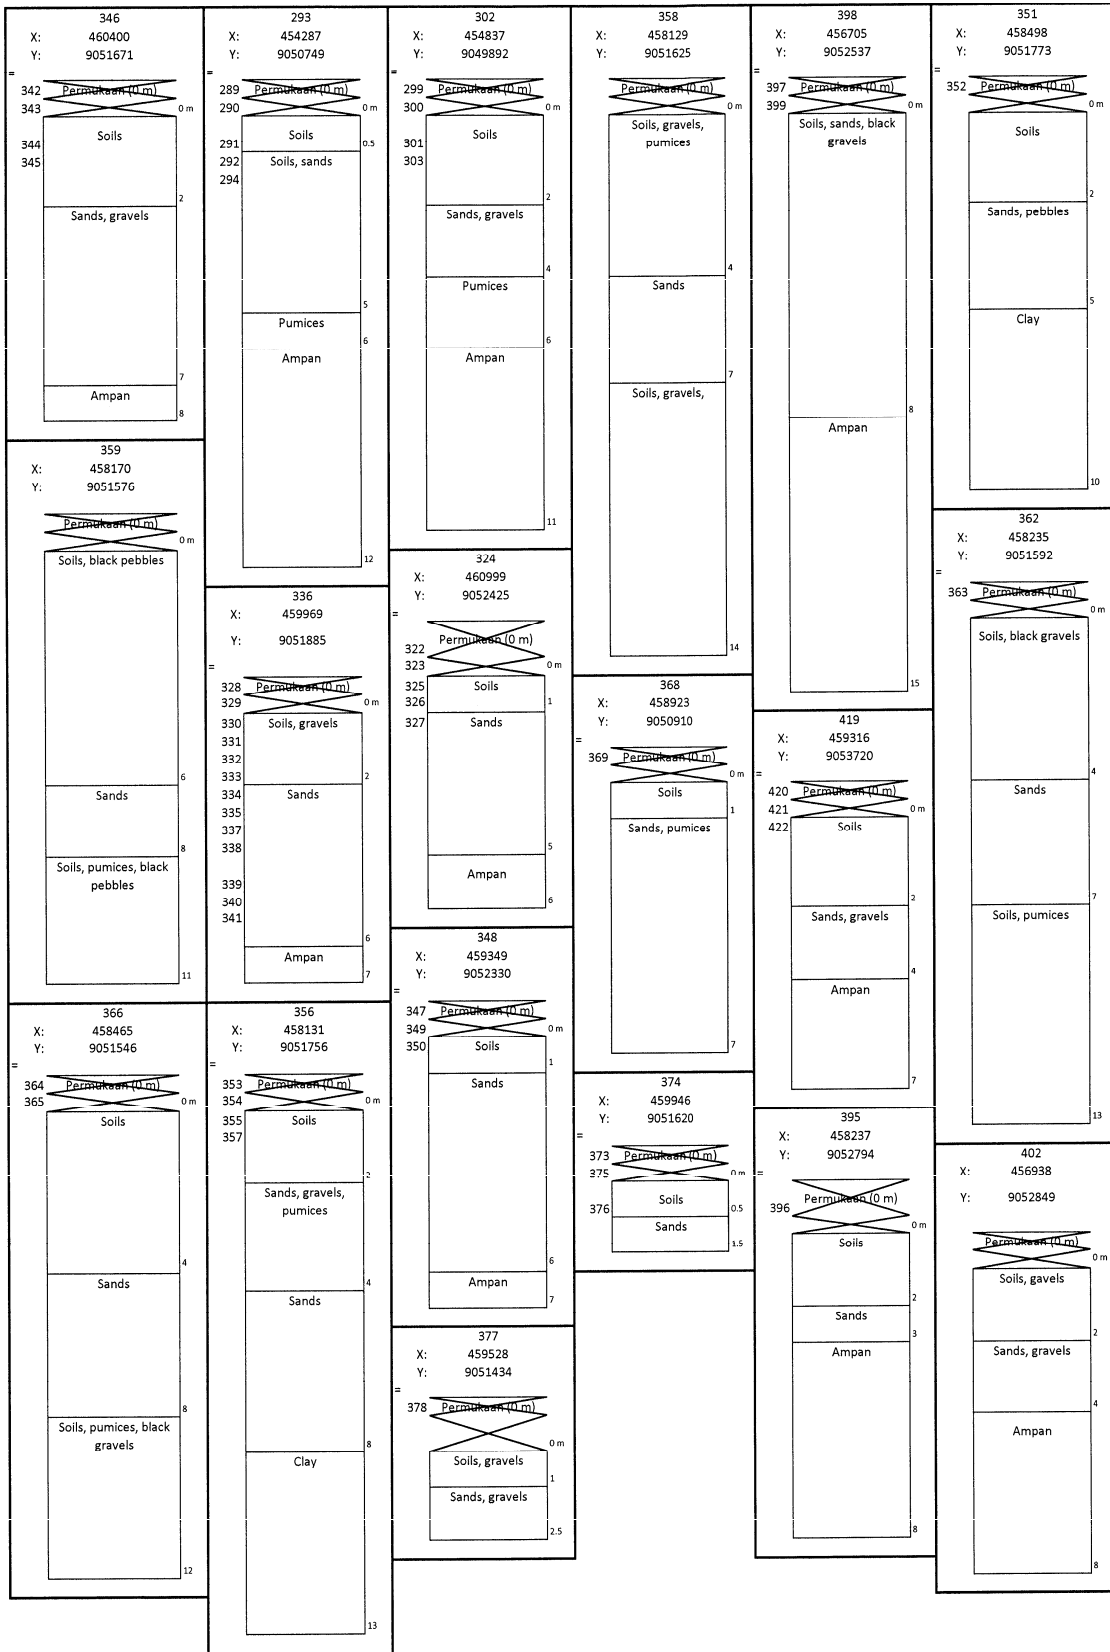 346
X: 460400
Y: 9051671
=
342 Permukaan (0 m)
343 0 m
Soils
344
345
2
Sands, gravels
7
Ampan
8
359
X: 458170
Y: 9051576
Permukaan (0 m)
0 m
Soils, black pebbles
6
Sands
8
Soils, pumices, black
pebbles
11
366
X: 458465
Y: 9051546
=
364 Permukaan (0 m)
365 0 m
Soils
4
Sands
8
Soils, pumices, black
gravels
12
293
X: 454287
Y: 9050749
=
289 Permukaan (0 m)
290 0 m
Soils
291 0.5
292 Soils, sands
294
5
Pumices
6
Ampan
12
336
X: 459969
Y: 9051885
=
328 Permukaan (0 m)
329 0 m
330 Soils, gravels
331
332
333 2
334 Sands
335
337
338
339
340
341
6
Ampan
7
356
X: 458131
Y: 9051756
=
353 Permukaan (0 m)
354 0 m
355 Soils
357
2
Sands, gravels,
pumices
4
Sands
8
Clay
13
302
X: 454837
Y: 9049892
=
299 Permukaan (0 m)
300 0 m
Soils
301
303
2
Sands, gravels
4
Pumices
6
Ampan
11
324
X: 460999
Y: 9052425
=
Permukaan (0 m)
322
323 0 m
325 Soils
326 1
327 Sands
5
Ampan
6
348
X: 459349
Y: 9052330
=
347 Permukaan (0 m)
349 0 m
350 Soils
1
Sands
6
Ampan
7
377
X: 459528
Y: 9051434
=
378 Permukaan (0 m)
0 m
Soils, gravels
1
Sands, gravels
2.5
358
X: 458129
Y: 9051625
Permukaan (0 m)
0 m
Soils, gravels,
pumices
4
Sands
7
Soils, gravels,
14
368
X: 458923
Y: 9050910
=
369 Permukaan (0 m)
0 m
Soils
1
Sands, pumices
7
374
X: 459946
Y: 9051620
=
373 Permukaan (0 m)
375 0 m
Soils
376 0.5
Sands
1.5
398
X: 456705
Y: 9052537
=
397 Permukaan (0 m)
399 0 m
Soils, sands, black
gravels
8
Ampan
15
419
X: 459316
Y: 9053720
=
420 Permukaan (0 m)
421 0 m
422 Soils
2
Sands, gravels
4
Ampan
7
395
X: 458237
Y: 9052794
=
Permukaan (0 m)
396
0 m
Soils
2
Sands
3
Ampan
8
351
X: 458498
Y: 9051773
=
352 Permukaan (0 m)
0 m
Soils
2
Sands, pebbles
5
Clay
10
362
X: 458235
Y: 9051592
=
363 Permukaan (0 m)
0 m
Soils, black gravels
4
Sands
7
Soils, pumices
13
402
X: 456938
Y: 9052849
Permukaan (0 m)
0 m
Soils, gavels
2
Sands, gravels
4
Ampan
8